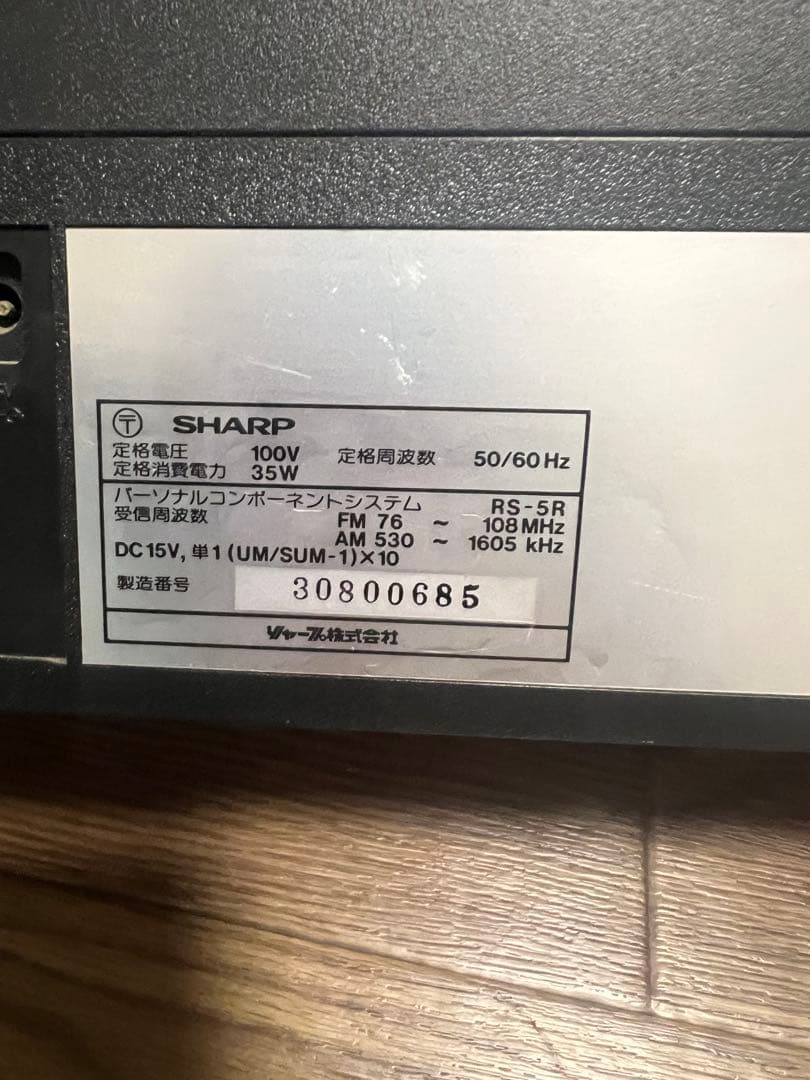 〒 SHARP
定格電圧 100V 定格周波数 50/60Hz
定格消費電力 35W
パーソナルコンポーネントシステム RS-5R
受信周波数 FM 76 ~ 108MHz
AM 530 ~ 1605 kHz
DC15V, 単1(UM/SUM-1)×10
製造番号 30800685
シャープ株式会社